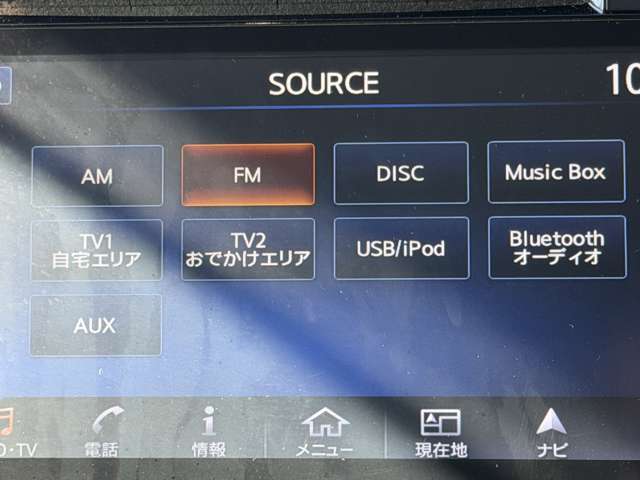 SOURCE
10
AM
FM
DISC
Music Box
TV1
自宅エリア
TV2
おでかけエリア
USB/iPod
Bluetooth
オーディオ
AUX
TV
電話
情報
メニュー
現在地
ナビ